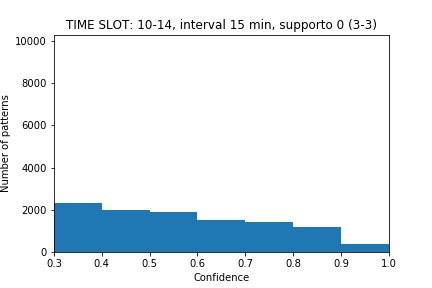 TIME SLOT: 10-14, interval 15 min, supporto 0 (3-3)
10000
8000
6000
4000
2000
0
Number of patterns
0.3 0.4 0.5 0.6 0.7 0.8 0.9 1.0
Confidence